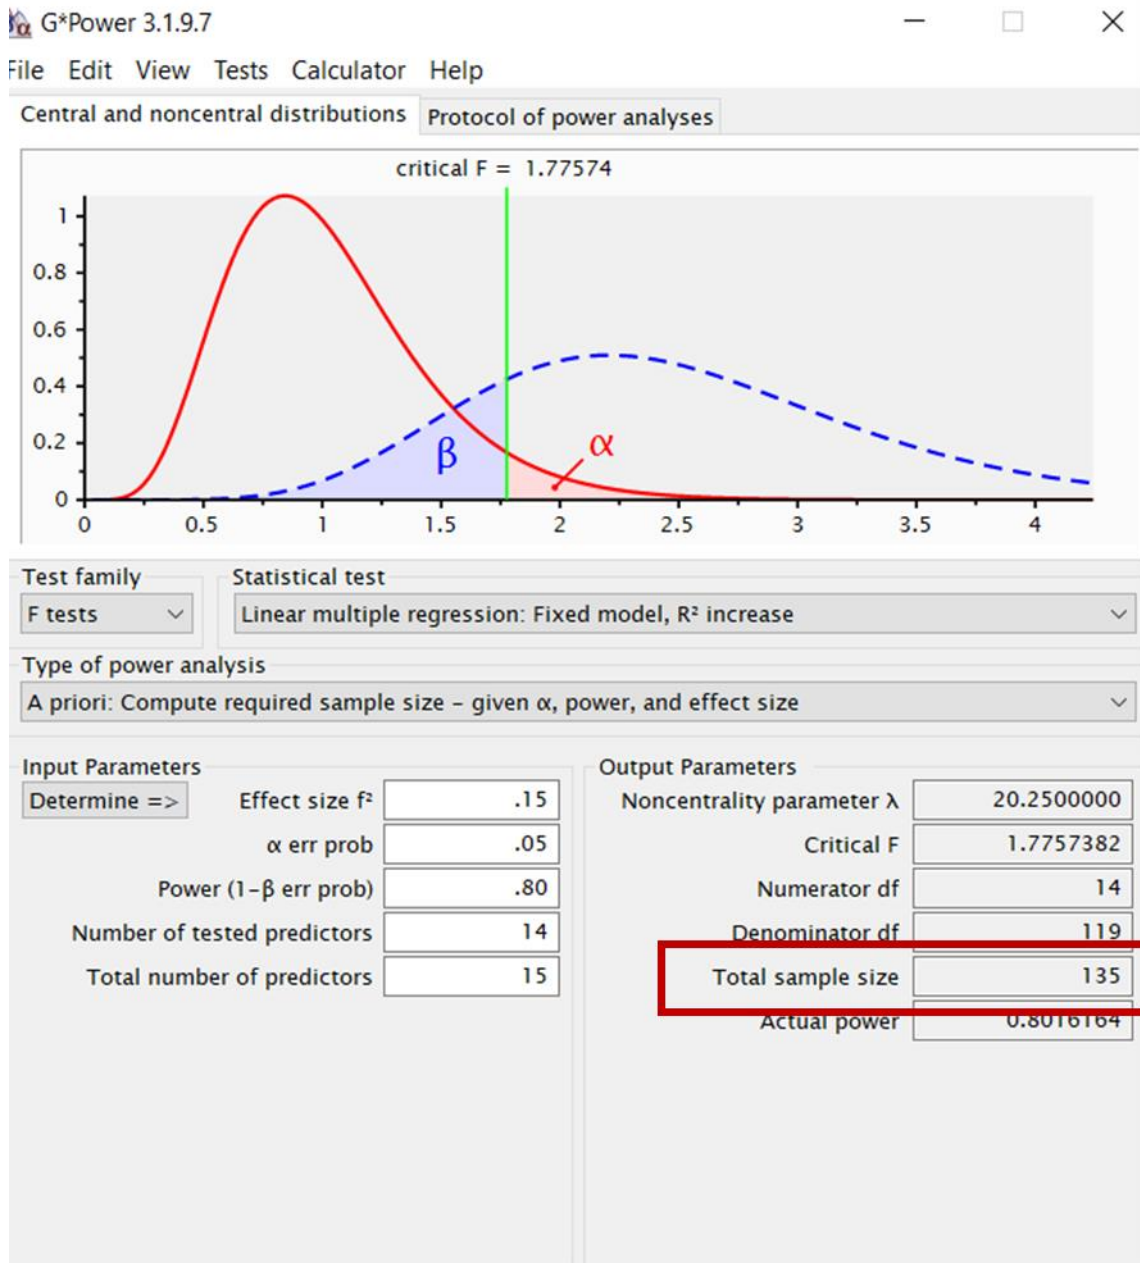 G*Power 3.1.9.7
File Edit View Tests Calculator Help
Central and noncentral distributions Protocol of power analyses
critical F = 1.77574
1
0.8
0.6
0.4
0.2
0
β
α
0 0.5 1 1.5 2 2.5 3 3.5 4
Test family Statistical test
F tests Linear multiple regression: Fixed model, R² increase
Type of power analysis
A priori: Compute required sample size – given α, power, and effect size
Input Parameters Output Parameters
Determine => Effect size f² .15 Noncentrality parameter λ 20.2500000
α err prob .05 Critical F 1.7757382
Power (1-β err prob) .80 Numerator df 14
Number of tested predictors 14 Denominator df 119
Total number of predictors 15 Total sample size 135
Actual power 0.8016164